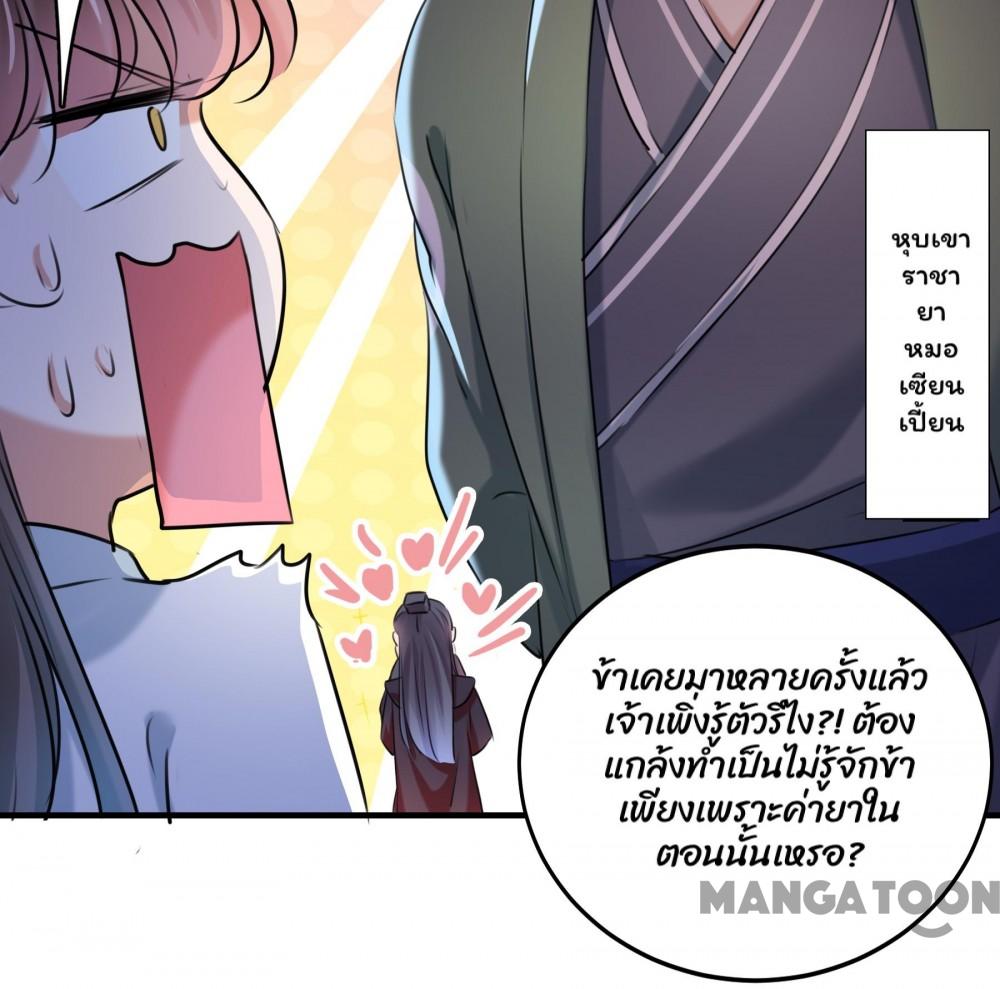 หุบเขา
ราชา
ยา
หมอ
เซียน
เปี้ยน
ข้าเคยมาหลายครั้งแล้ว
เจ้าเพิ่งรู้ตัวรึไง?! ต้อง
แกล้งทำเป็นไม่รู้จักข้า
เพียงเพราะค่ายาใน
ตอนนั้นเหรอ?
MANGATOON